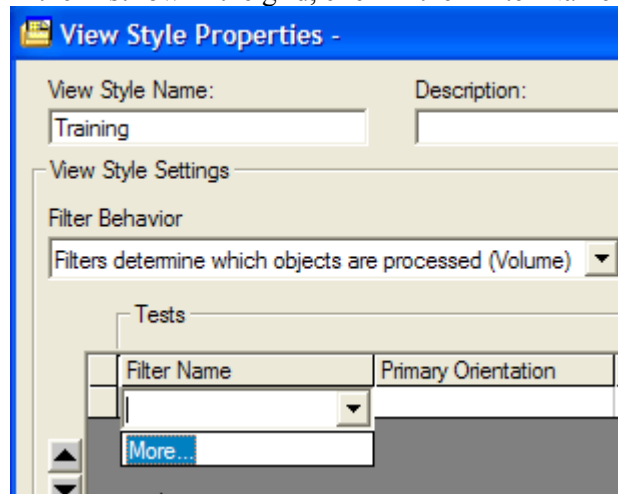 View Style Properties -
View Style Name: Description:
Training
View Style Settings
Filter Behavior
Filters determine which objects are processed (Volume)
Tests
Filter Name Primary Orientation
More...